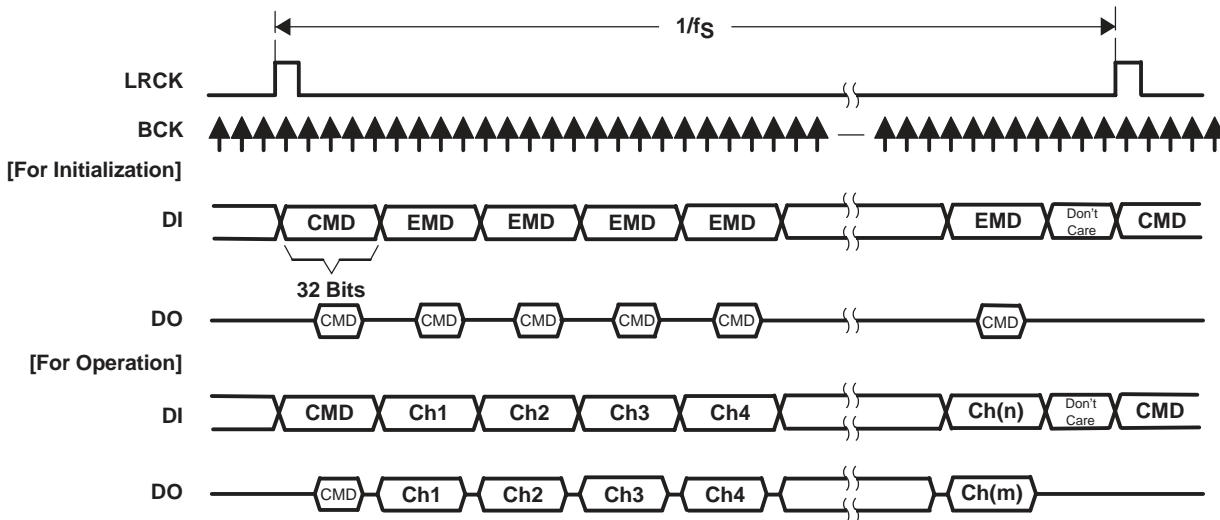 1/fS
LRCK
BCK
[For Initialization]
DI CMD EMD EMD EMD EMD EMD Don't Care CMD
32 Bits
DO CMD CMD CMD CMD CMD CMD
[For Operation]
DI CMD Ch1 Ch2 Ch3 Ch4 Ch(n) Don't Care CMD
DO CMD Ch1 Ch2 Ch3 Ch4 Ch(m)